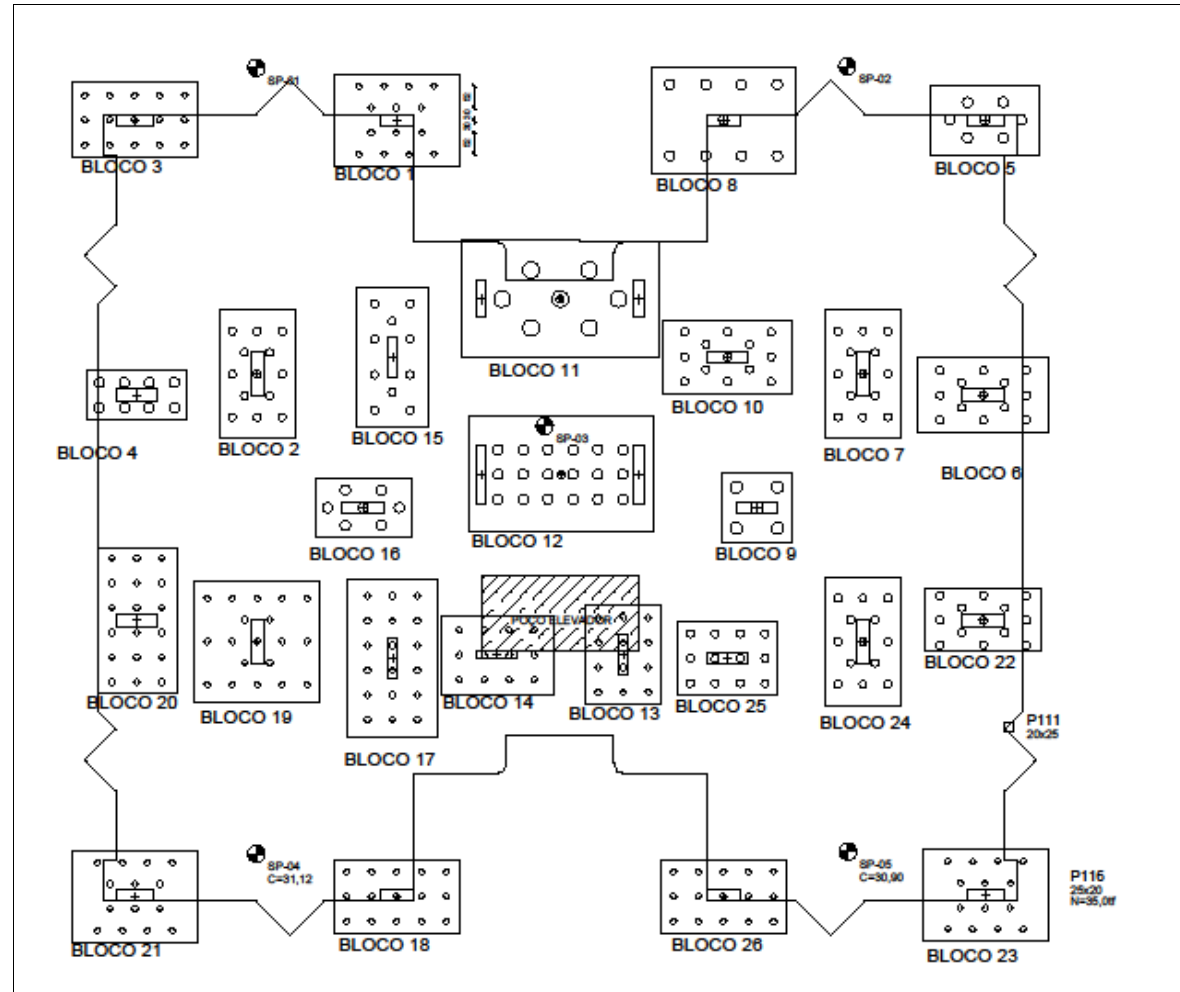 SP-01
SP-02
BLOCO 3
BLOCO 1
BLOCO 8
BLOCO 5
BLOCO 11
BLOCO 10
BLOCO 15
BLOCO 2
BLOCO 4
BLOCO 7
BLOCO 6
SP-03
BLOCO 12
BLOCO 16
BLOCO 9
POCO ELEVADOR
BLOCO 22
BLOCO 20
BLOCO 19
BLOCO 14
BLOCO 13
BLOCO 25
BLOCO 24
P111
20x25
BLOCO 17
SP-04
C=31,12
SP-05
C=30,90
P116
25x20
N=35,0tf
BLOCO 21
BLOCO 18
BLOCO 26
BLOCO 23